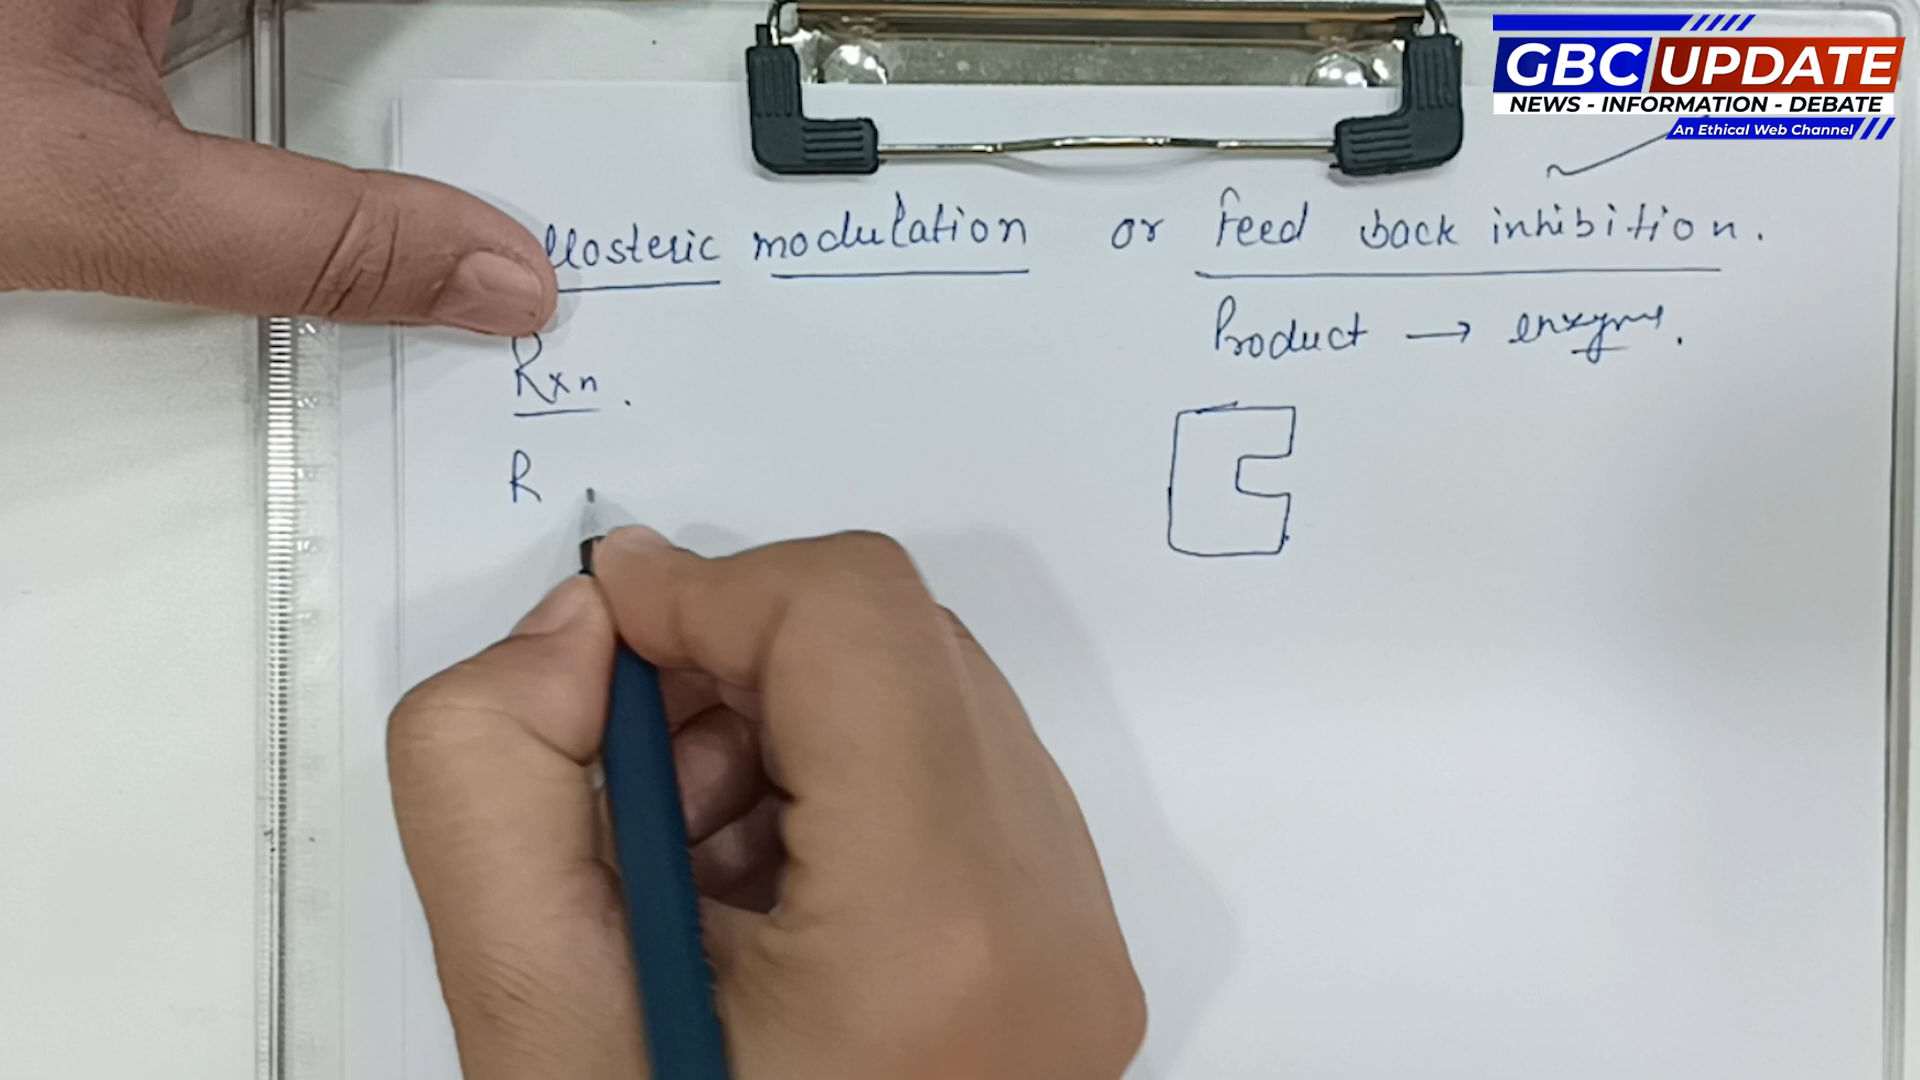 GBC UPDATE
NEWS - INFORMATION - DEBATE
An Ethical Web Channel
llosteric modulation or Feed back inhibition.
Product → enzyme.
Rxn.
R